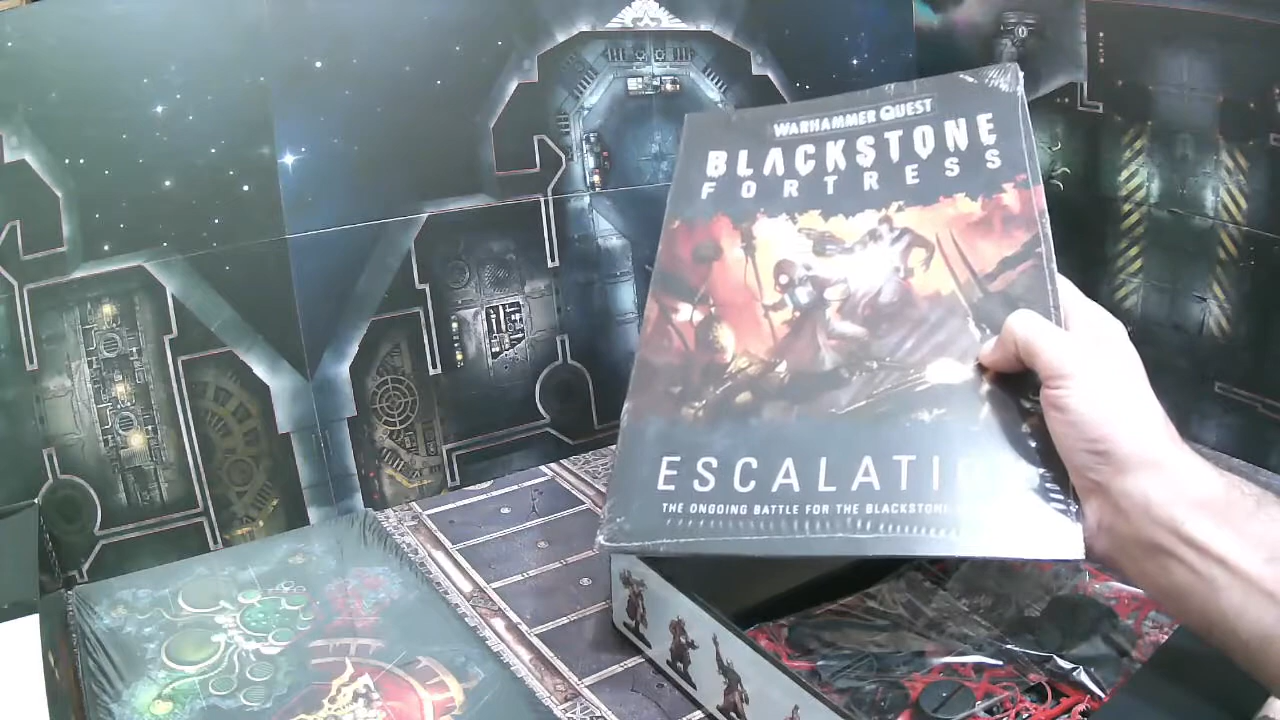 WARHAMMER QUEST
BLACKSTONE
FORTRESS
ESCALATI
THE ONGOING BATTLE FOR THE BLACKSTONE